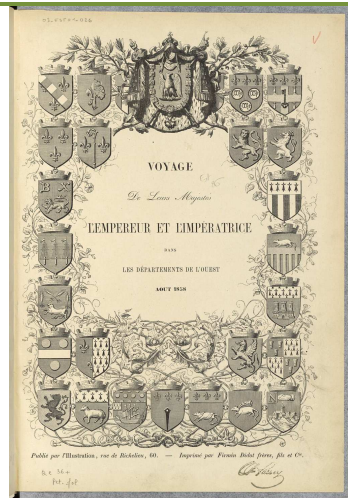 VOYAGE
De Leurs Majestés
L'EMPEREUR ET L'IMPÉRATRICE
DANS
LES DÉPARTEMENTS DE L'OUEST
AOUT 1858
Publié par l'Illustration, rue de Richelieu, 60. — Imprimé par Firmin Didot frères, fils et Cie.